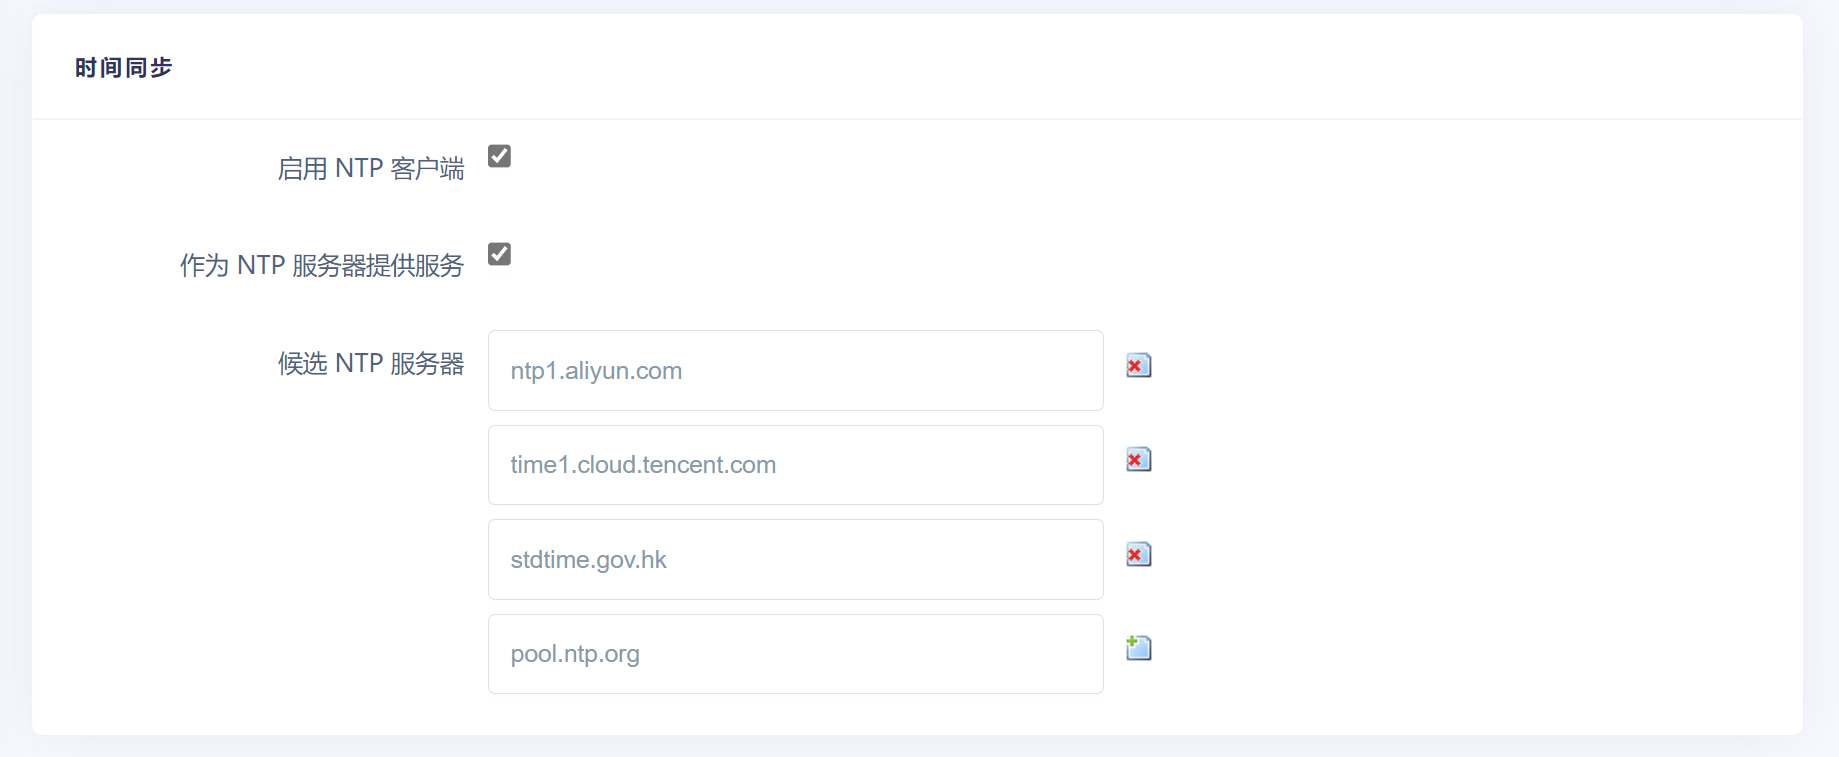 时间同步
启用 NTP 客户端
作为 NTP 服务器提供服务
候选 NTP 服务器
ntp1.aliyun.com
time1.cloud.tencent.com
stdtime.gov.hk
pool.ntp.org